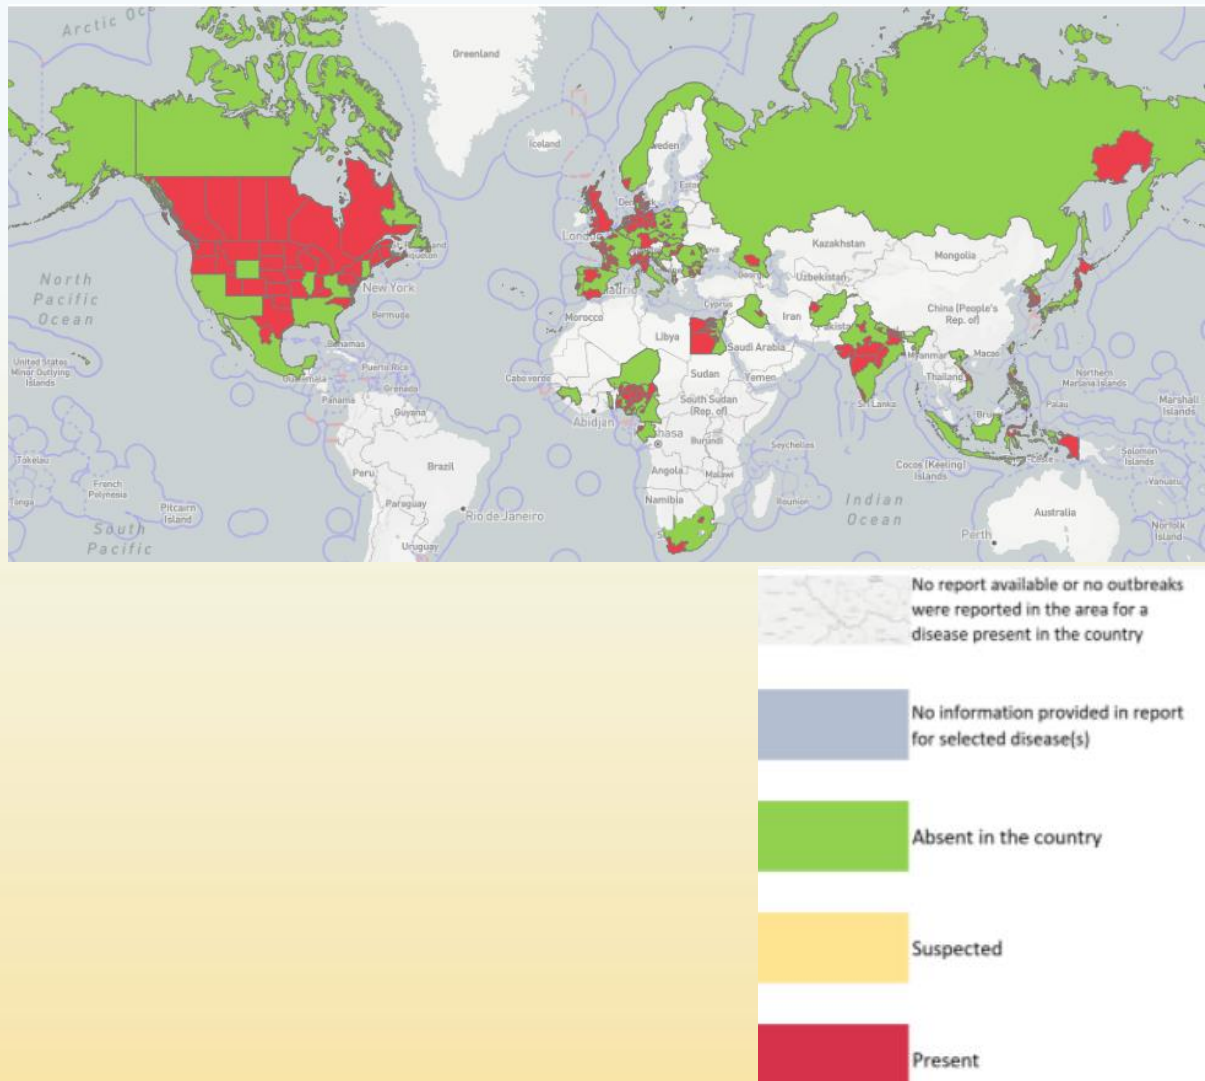 Arctic Oce
Greenland
Iceland
eden
Ester
Den
London
North
Pacific
Ocean
New York
Bermuda
Bahamas
Puerto Rico
Grenada
Panama
Guyana
Cabo verde
Morocco
Libya
Cyprus
Iran
Saudi Arabia
Yemen
Sudan
South Sudan
(Rep. of)
Abidjan
hasa
Burundi
Angola
Malawi
Namibia
Seychelles
Kazakhstan
Uzbekistan
Mongolia
China (People's
Rep. of)
Macao
Myanmar
Thailand
Sri Lanka
Northern
Mariana Islands
Palau
Marshall
Islands
Solomon
Islands
Vanuatu
Cocos (Keeling)
Islands
United States
Minor Outlying
Islands
Tokelau
Tonga
French
Polynesia
Pitcairn
Island
South
Pacific
Peru
Brazil
Paraguay
Rio de Janeiro
Uruguay
Indian
Ocean
Perth
Australia
Norfolk
Island
No report available or no outbreaks
were reported in the area for a
disease present in the country
No information provided in report
for selected disease(s)
Absent in the country
Suspected
Present